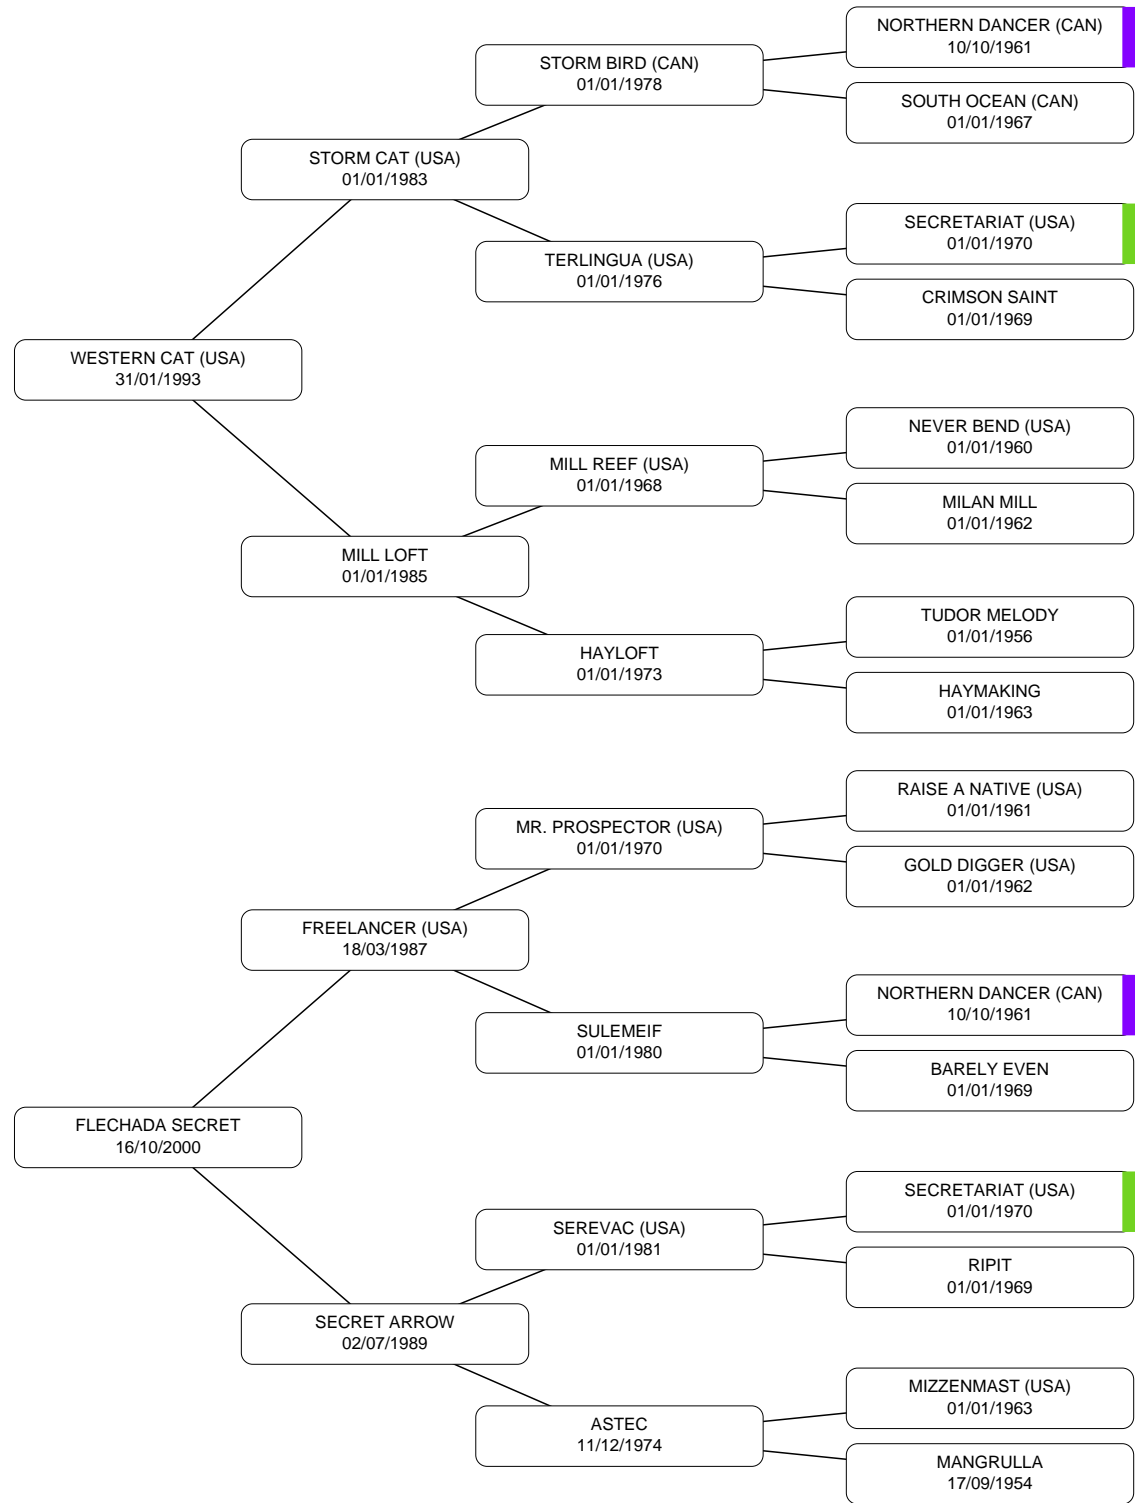 NORTHERN DANCER (CAN)
10/10/1961
STORM BIRD (CAN)
01/01/1978
SOUTH OCEAN (CAN)
01/01/1967
STORM CAT (USA)
01/01/1983
SECRETARIAT (USA)
01/01/1970
TERLINGUA (USA)
01/01/1976
CRIMSON SAINT
01/01/1969
WESTERN CAT (USA)
31/01/1993
NEVER BEND (USA)
01/01/1960
MILL REEF (USA)
01/01/1968
MILAN MILL
01/01/1962
MILL LOFT
01/01/1985
TUDOR MELODY
01/01/1956
HAYLOFT
01/01/1973
HAYMAKING
01/01/1963
RAISE A NATIVE (USA)
01/01/1961
MR. PROSPECTOR (USA)
01/01/1970
GOLD DIGGER (USA)
01/01/1962
FREELANCER (USA)
18/03/1987
NORTHERN DANCER (CAN)
10/10/1961
SULEMEIF
01/01/1980
BARELY EVEN
01/01/1969
FLECHADA SECRET
16/10/2000
SECRETARIAT (USA)
01/01/1970
SEREVAC (USA)
01/01/1981
RIPIT
01/01/1969
SECRET ARROW
02/07/1989
MIZZENMAST (USA)
01/01/1963
ASTEC
11/12/1974
MANGRULLA
17/09/1954